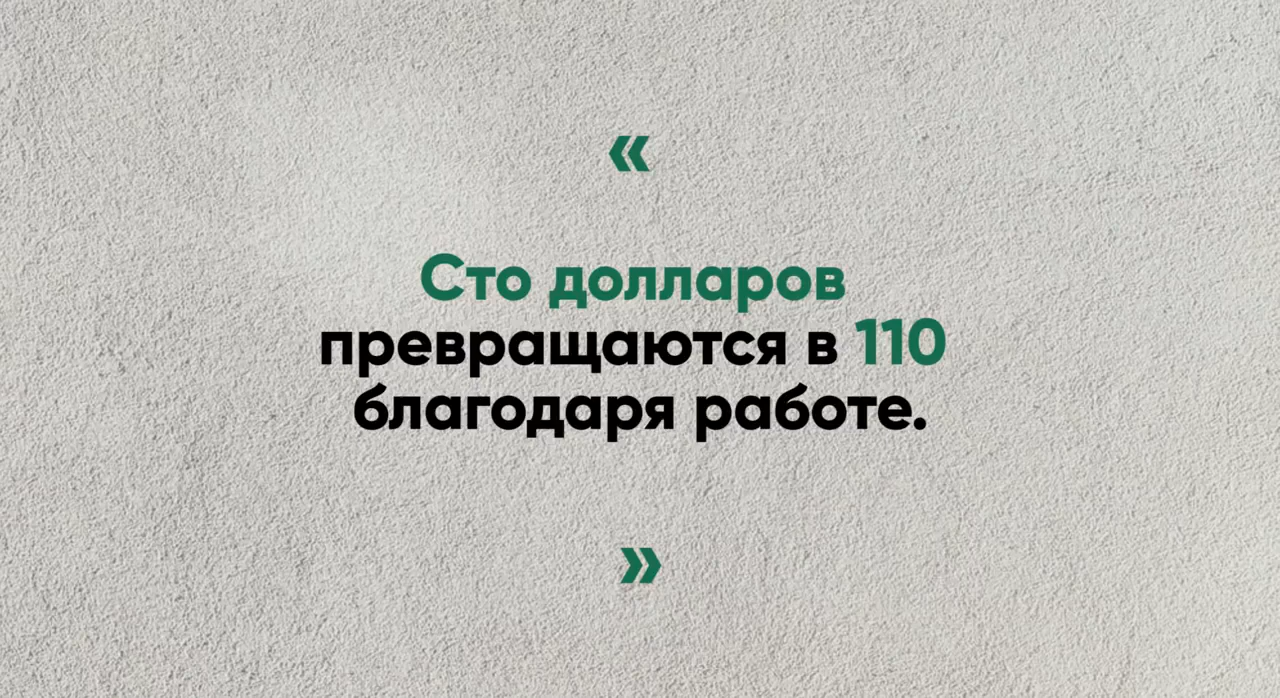 «
Сто долларов
превращаются в 110
благодаря работе.
»